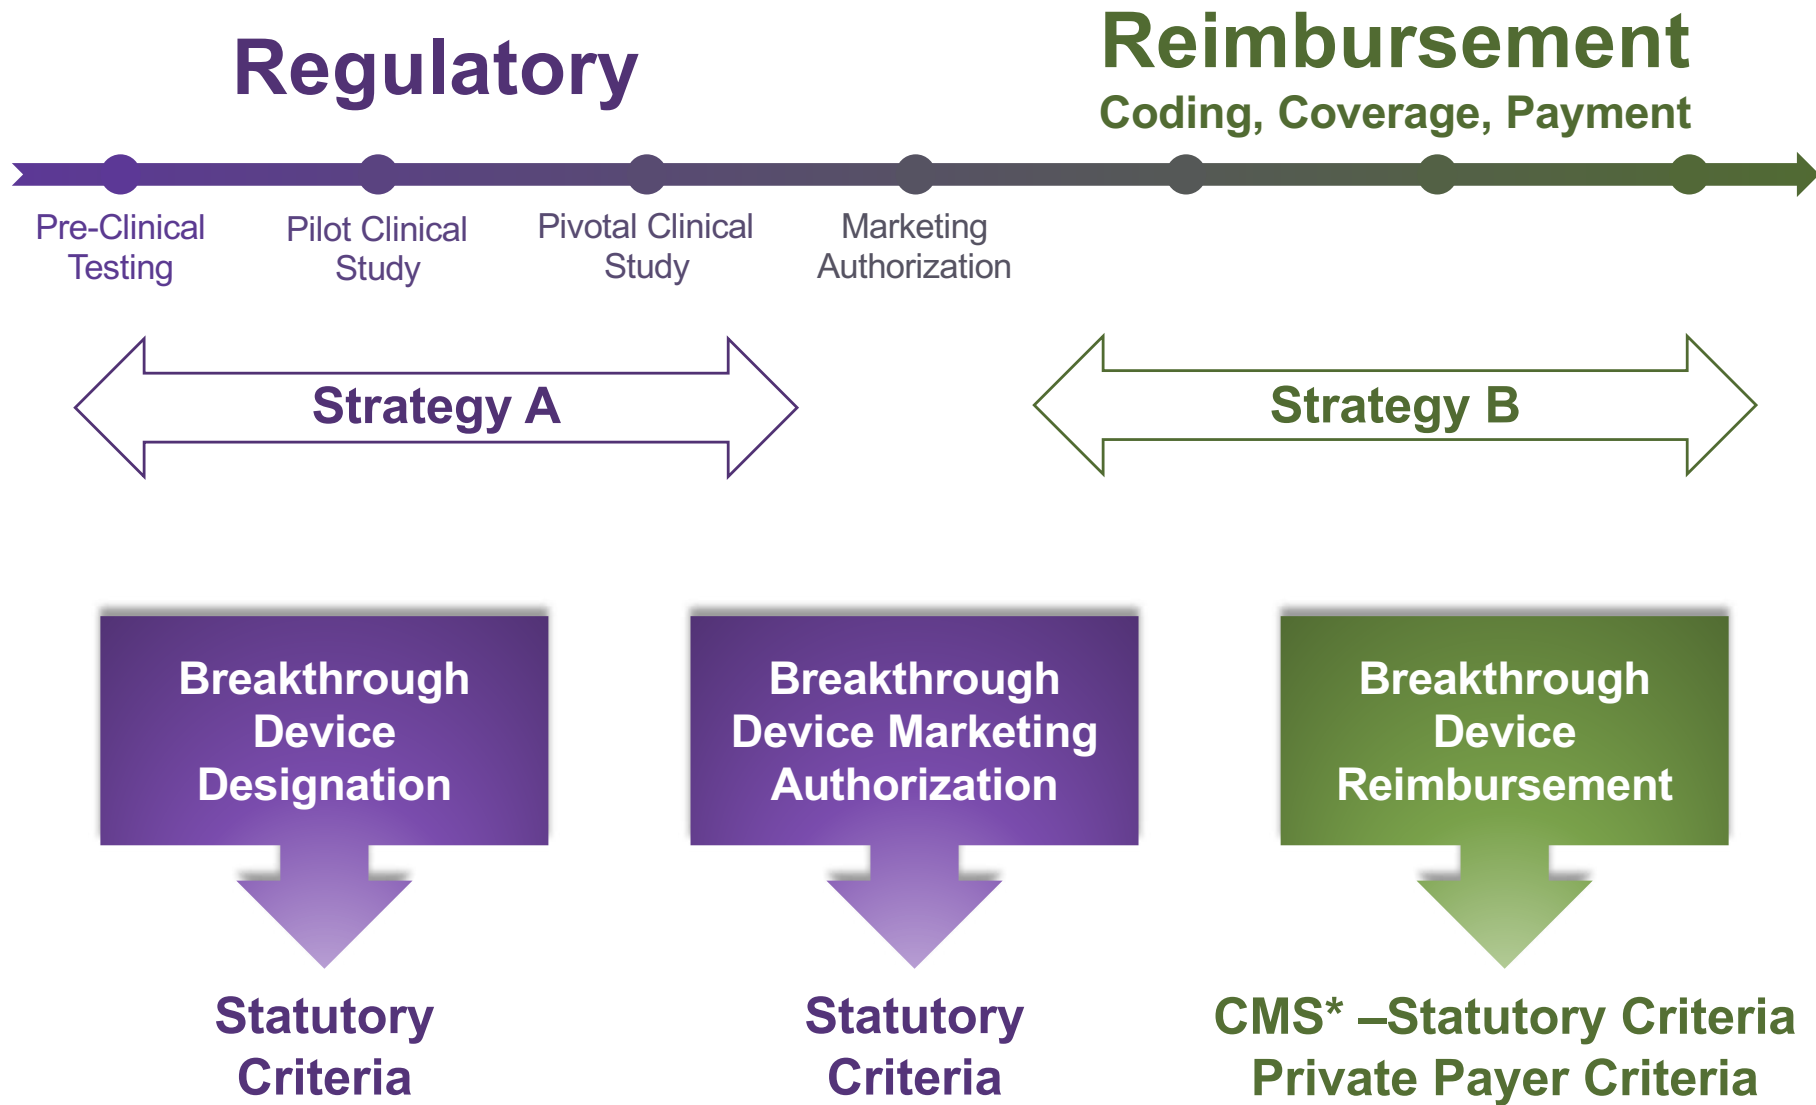 Regulatory
Reimbursement
Coding, Coverage, Payment
Pre-Clinical
Testing
Pilot Clinical
Study
Pivotal Clinical
Study
Marketing
Authorization
Strategy A
Strategy B
Breakthrough
Device
Designation
Breakthrough
Device Marketing
Authorization
Breakthrough
Device
Reimbursement
Statutory
Criteria
Statutory
Criteria
CMS* –Statutory Criteria
Private Payer Criteria